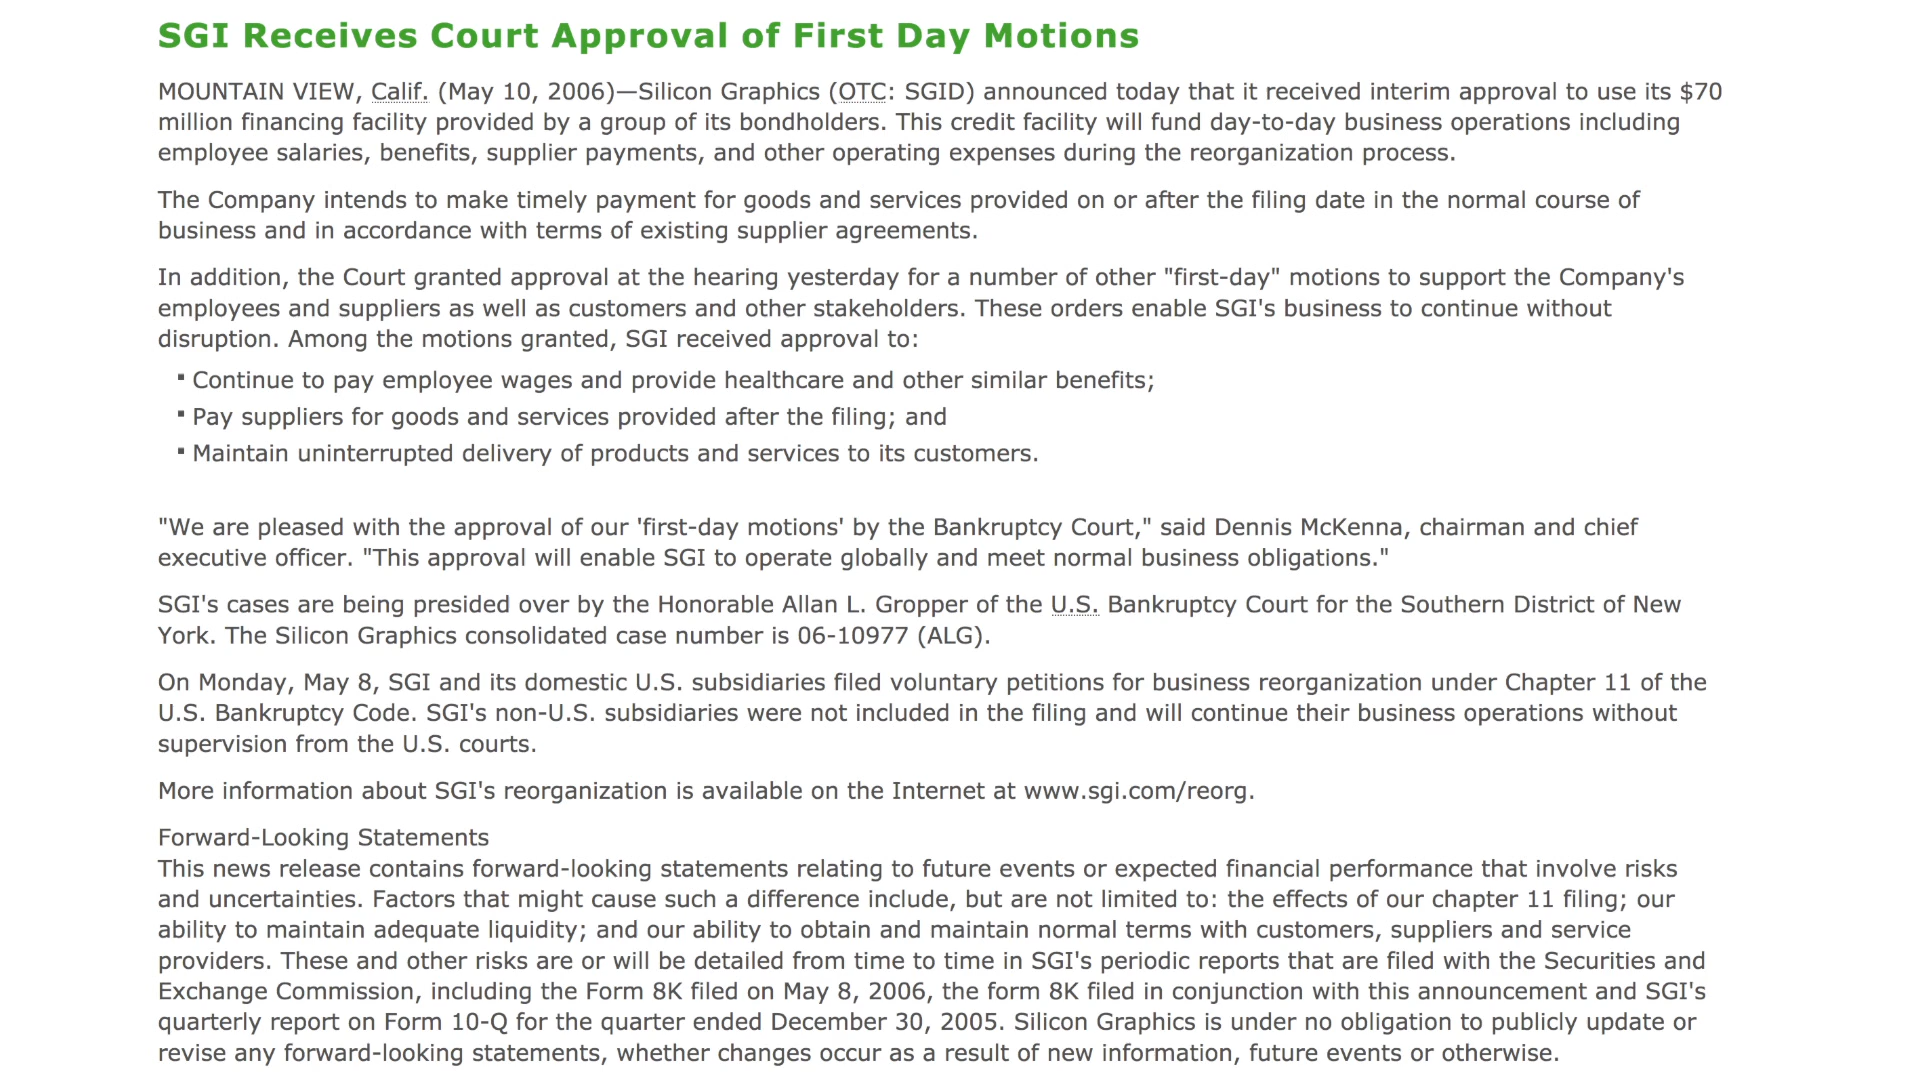 SGI Receives Court Approval of First Day Motions
MOUNTAIN VIEW, Calif. (May 10, 2006)—Silicon Graphics (OTC: SGID) announced today that it received interim approval to use its $70
million financing facility provided by a group of its bondholders. This credit facility will fund day-to-day business operations including
employee salaries, benefits, supplier payments, and other operating expenses during the reorganization process.
The Company intends to make timely payment for goods and services provided on or after the filing date in the normal course of
business and in accordance with terms of existing supplier agreements.
In addition, the Court granted approval at the hearing yesterday for a number of other "first-day" motions to support the Company's
employees and suppliers as well as customers and other stakeholders. These orders enable SGI's business to continue without
disruption. Among the motions granted, SGI received approval to:
▪ Continue to pay employee wages and provide healthcare and other similar benefits;
▪ Pay suppliers for goods and services provided after the filing; and
▪ Maintain uninterrupted delivery of products and services to its customers.
"We are pleased with the approval of our 'first-day motions' by the Bankruptcy Court," said Dennis McKenna, chairman and chief
executive officer. "This approval will enable SGI to operate globally and meet normal business obligations."
SGI's cases are being presided over by the Honorable Allan L. Gropper of the U.S. Bankruptcy Court for the Southern District of New
York. The Silicon Graphics consolidated case number is 06-10977 (ALG).
On Monday, May 8, SGI and its domestic U.S. subsidiaries filed voluntary petitions for business reorganization under Chapter 11 of the
U.S. Bankruptcy Code. SGI's non-U.S. subsidiaries were not included in the filing and will continue their business operations without
supervision from the U.S. courts.
More information about SGI's reorganization is available on the Internet at www.sgi.com/reorg.
Forward-Looking Statements
This news release contains forward-looking statements relating to future events or expected financial performance that involve risks
and uncertainties. Factors that might cause such a difference include, but are not limited to: the effects of our chapter 11 filing; our
ability to maintain adequate liquidity; and our ability to obtain and maintain normal terms with customers, suppliers and service
providers. These and other risks are or will be detailed from time to time in SGI's periodic reports that are filed with the Securities and
Exchange Commission, including the Form 8K filed on May 8, 2006, the form 8K filed in conjunction with this announcement and SGI's
quarterly report on Form 10-Q for the quarter ended December 30, 2005. Silicon Graphics is under no obligation to publicly update or
revise any forward-looking statements, whether changes occur as a result of new information, future events or otherwise.